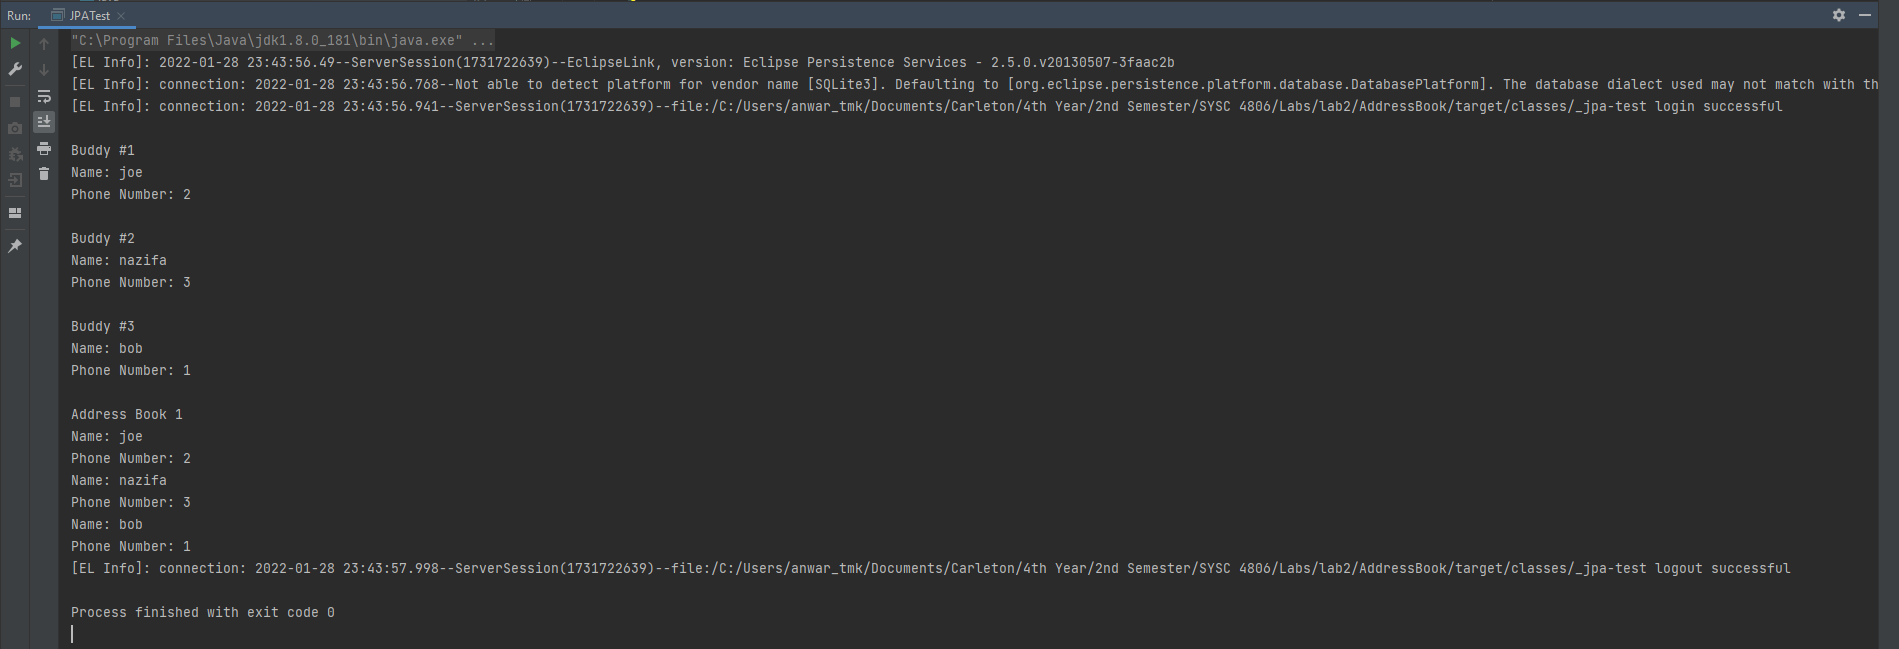 Run: JPATest
"C:\Program Files\Java\jdk1.8.0_181\bin\java.exe" ...
[EL Info]: 2022-01-28 23:43:56.49--ServerSession(1731722639)--EclipseLink, version: Eclipse Persistence Services - 2.5.0.v20130507-3faac2b
[EL Info]: connection: 2022-01-28 23:43:56.768--Not able to detect platform for vendor name [SQLite3]. Defaulting to [org.eclipse.persistence.platform.database.DatabasePlatform]. The database dialect used may not match with th
[EL Info]: connection: 2022-01-28 23:43:56.941--ServerSession(1731722639)--file:/C:/Users/anwar_tmk/Documents/Carleton/4th Year/2nd Semester/SYSC 4806/Labs/lab2/AddressBook/target/classes/_jpa-test login successful
Buddy #1
Name: joe
Phone Number: 2
Buddy #2
Name: nazifa
Phone Number: 3
Buddy #3
Name: bob
Phone Number: 1
Address Book 1
Name: joe
Phone Number: 2
Name: nazifa
Phone Number: 3
Name: bob
Phone Number: 1
[EL Info]: connection: 2022-01-28 23:43:57.998--ServerSession(1731722639)--file:/C:/Users/anwar_tmk/Documents/Carleton/4th Year/2nd Semester/SYSC 4806/Labs/lab2/AddressBook/target/classes/_jpa-test logout successful
Process finished with exit code 0